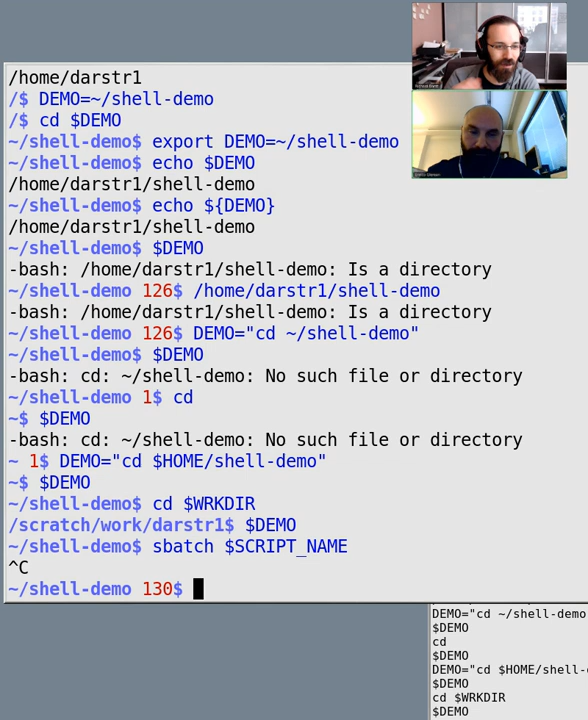 /home/darstr1
/$ DEMO=~/shell-demo
/$ cd $DEMO
~/shell-demo$ export DEMO=~/shell-demo
~/shell-demo$ echo $DEMO
/home/darstr1/shell-demo
~/shell-demo$ echo ${DEMO}
/home/darstr1/shell-demo
~/shell-demo$ $DEMO
-bash: /home/darstr1/shell-demo: Is a directory
~/shell-demo 126$ /home/darstr1/shell-demo
-bash: /home/darstr1/shell-demo: Is a directory
~/shell-demo 126$ DEMO="cd ~/shell-demo"
~/shell-demo$ $DEMO
-bash: cd: ~/shell-demo: No such file or directory
~/shell-demo 1$ cd
~$ $DEMO
-bash: cd: ~/shell-demo: No such file or directory
~ 1$ DEMO="cd $HOME/shell-demo"
~$ $DEMO
~/shell-demo$ cd $WRKDIR
/scratch/work/darstr1$ $DEMO
~/shell-demo$ sbatch $SCRIPT_NAME
^C
~/shell-demo 130$
DEMO="cd ~/shell-demo
$DEMO
cd
$DEMO
DEMO="cd $HOME/shell-
$DEMO
cd $WRKDIR
$DEMO